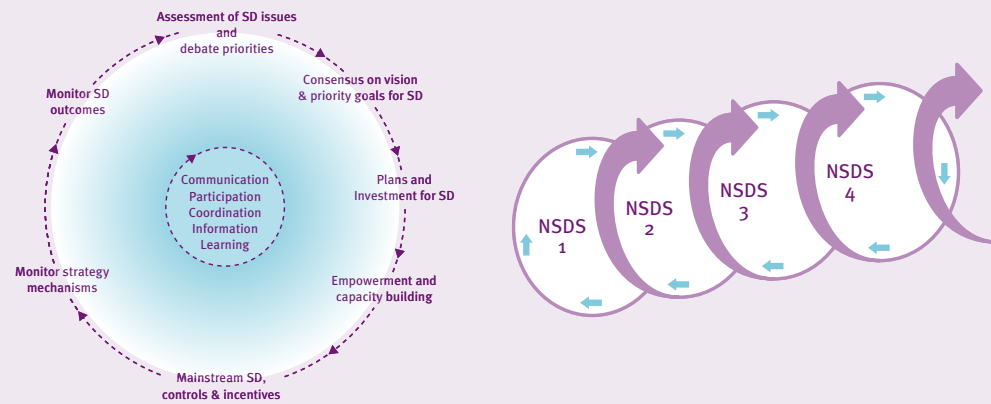 Assessment of SD issues
and
debate priorities
Consensus on vision
& priority goals for SD
Plans and
Investment for SD
Empowerment and
capacity building
Mainstream SD,
controls & incentives
Monitor strategy
mechanisms
Monitor SD
outcomes
Communication
Participation
Coordination
Information
Learning
NSDS
1
NSDS
2
NSDS
3
NSDS
4